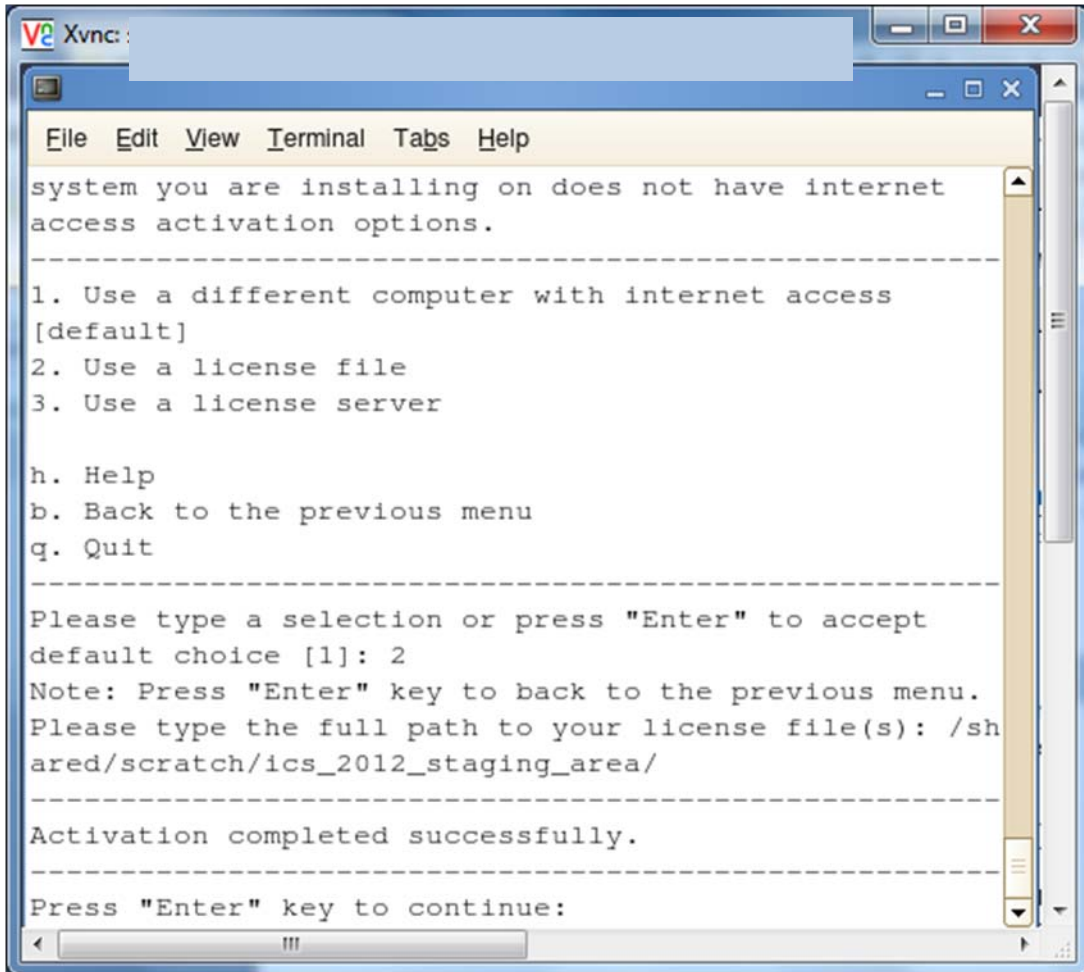 Xvnc:
File Edit View Terminal Tabs Help
system you are installing on does not have internet
access activation options.
------------------------------------------------------
1. Use a different computer with internet access
[default]
2. Use a license file
3. Use a license server
h. Help
b. Back to the previous menu
q. Quit
------------------------------------------------------
Please type a selection or press "Enter" to accept
default choice [1]: 2
Note: Press "Enter" key to back to the previous menu.
Please type the full path to your license file(s): /sh
ared/scratch/ics_2012_staging_area/
------------------------------------------------------
Activation completed successfully.
------------------------------------------------------
Press "Enter" key to continue: